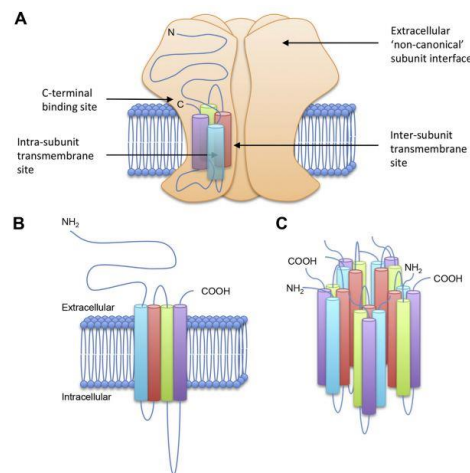 A
N
Extracellular
‘non-canonical’
subunit interface
C-terminal
binding site
C
Intra-subunit
transmembrane
site
Inter-subunit
transmembrane
site
B
NH2
COOH
Extracellular
Intracellular
C
COOH
NH2
NH2
COOH